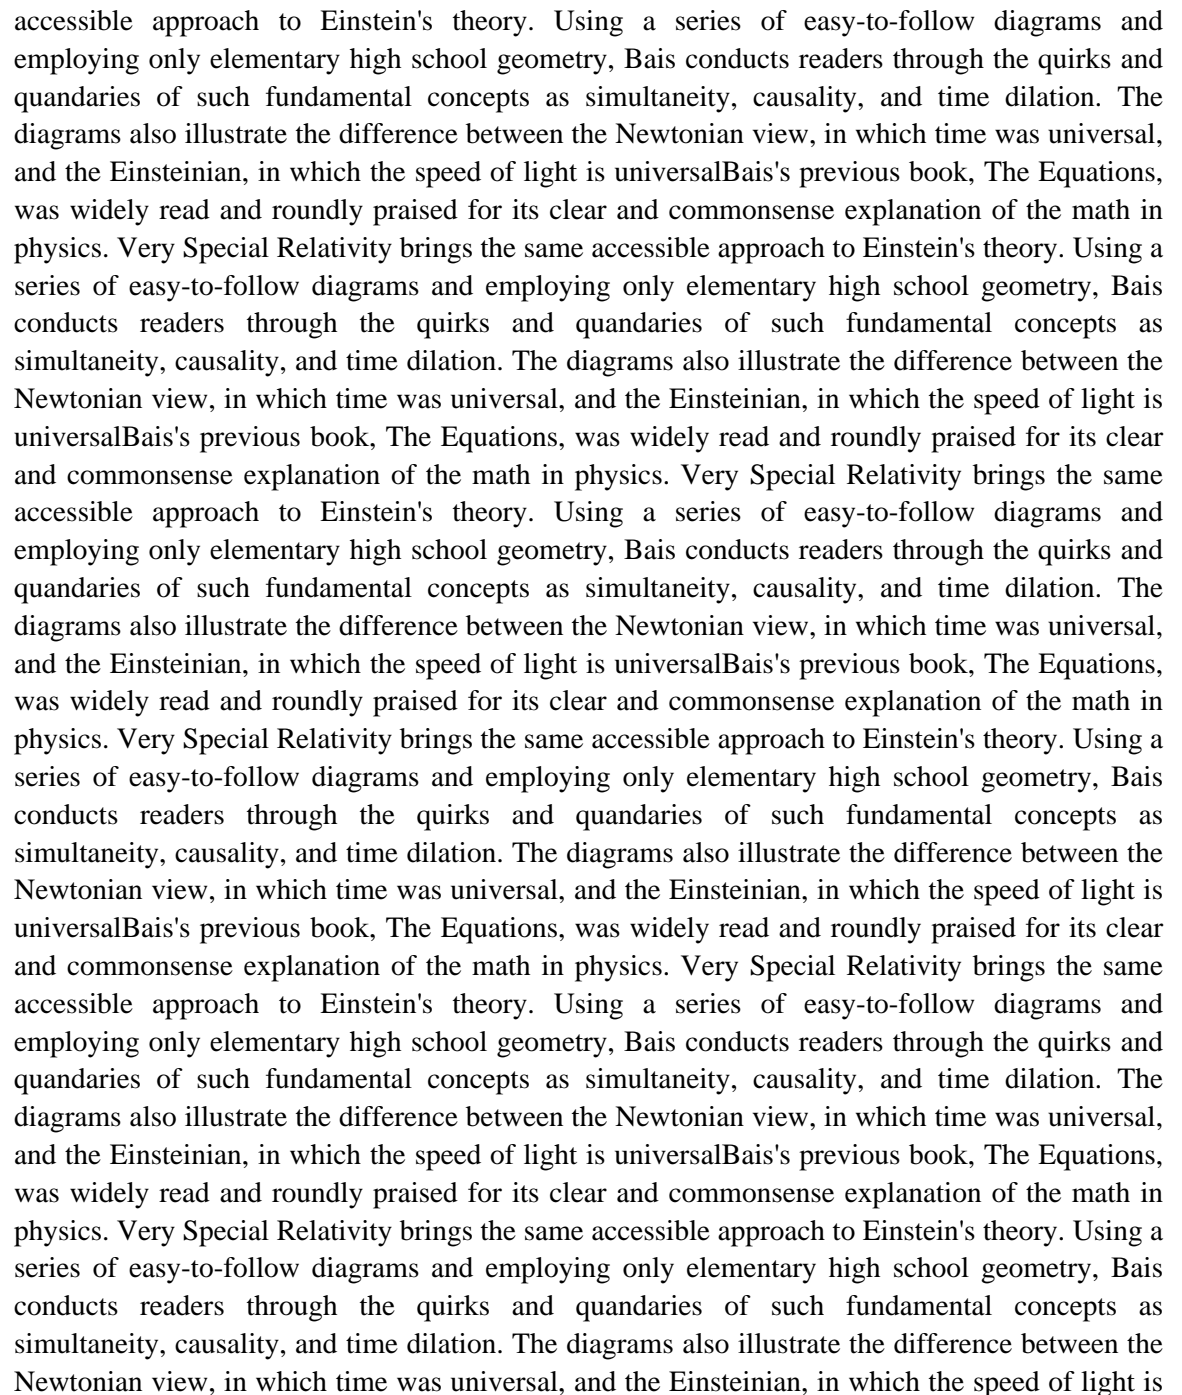 accessible approach to Einstein's theory. Using a series of easy-to-follow diagrams and
employing only elementary high school geometry, Bais conducts readers through the quirks and
quandaries of such fundamental concepts as simultaneity, causality, and time dilation. The
diagrams also illustrate the difference between the Newtonian view, in which time was universal,
and the Einsteinian, in which the speed of light is universalBais's previous book, The Equations,
was widely read and roundly praised for its clear and commonsense explanation of the math in
physics. Very Special Relativity brings the same accessible approach to Einstein's theory. Using a
series of easy-to-follow diagrams and employing only elementary high school geometry, Bais
conducts readers through the quirks and quandaries of such fundamental concepts as
simultaneity, causality, and time dilation. The diagrams also illustrate the difference between the
Newtonian view, in which time was universal, and the Einsteinian, in which the speed of light is
universalBais's previous book, The Equations, was widely read and roundly praised for its clear
and commonsense explanation of the math in physics. Very Special Relativity brings the same
accessible approach to Einstein's theory. Using a series of easy-to-follow diagrams and
employing only elementary high school geometry, Bais conducts readers through the quirks and
quandaries of such fundamental concepts as simultaneity, causality, and time dilation. The
diagrams also illustrate the difference between the Newtonian view, in which time was universal,
and the Einsteinian, in which the speed of light is universalBais's previous book, The Equations,
was widely read and roundly praised for its clear and commonsense explanation of the math in
physics. Very Special Relativity brings the same accessible approach to Einstein's theory. Using a
series of easy-to-follow diagrams and employing only elementary high school geometry, Bais
conducts readers through the quirks and quandaries of such fundamental concepts as
simultaneity, causality, and time dilation. The diagrams also illustrate the difference between the
Newtonian view, in which time was universal, and the Einsteinian, in which the speed of light is
universalBais's previous book, The Equations, was widely read and roundly praised for its clear
and commonsense explanation of the math in physics. Very Special Relativity brings the same
accessible approach to Einstein's theory. Using a series of easy-to-follow diagrams and
employing only elementary high school geometry, Bais conducts readers through the quirks and
quandaries of such fundamental concepts as simultaneity, causality, and time dilation. The
diagrams also illustrate the difference between the Newtonian view, in which time was universal,
and the Einsteinian, in which the speed of light is universalBais's previous book, The Equations,
was widely read and roundly praised for its clear and commonsense explanation of the math in
physics. Very Special Relativity brings the same accessible approach to Einstein's theory. Using a
series of easy-to-follow diagrams and employing only elementary high school geometry, Bais
conducts readers through the quirks and quandaries of such fundamental concepts as
simultaneity, causality, and time dilation. The diagrams also illustrate the difference between the
Newtonian view, in which time was universal, and the Einsteinian, in which the speed of light is